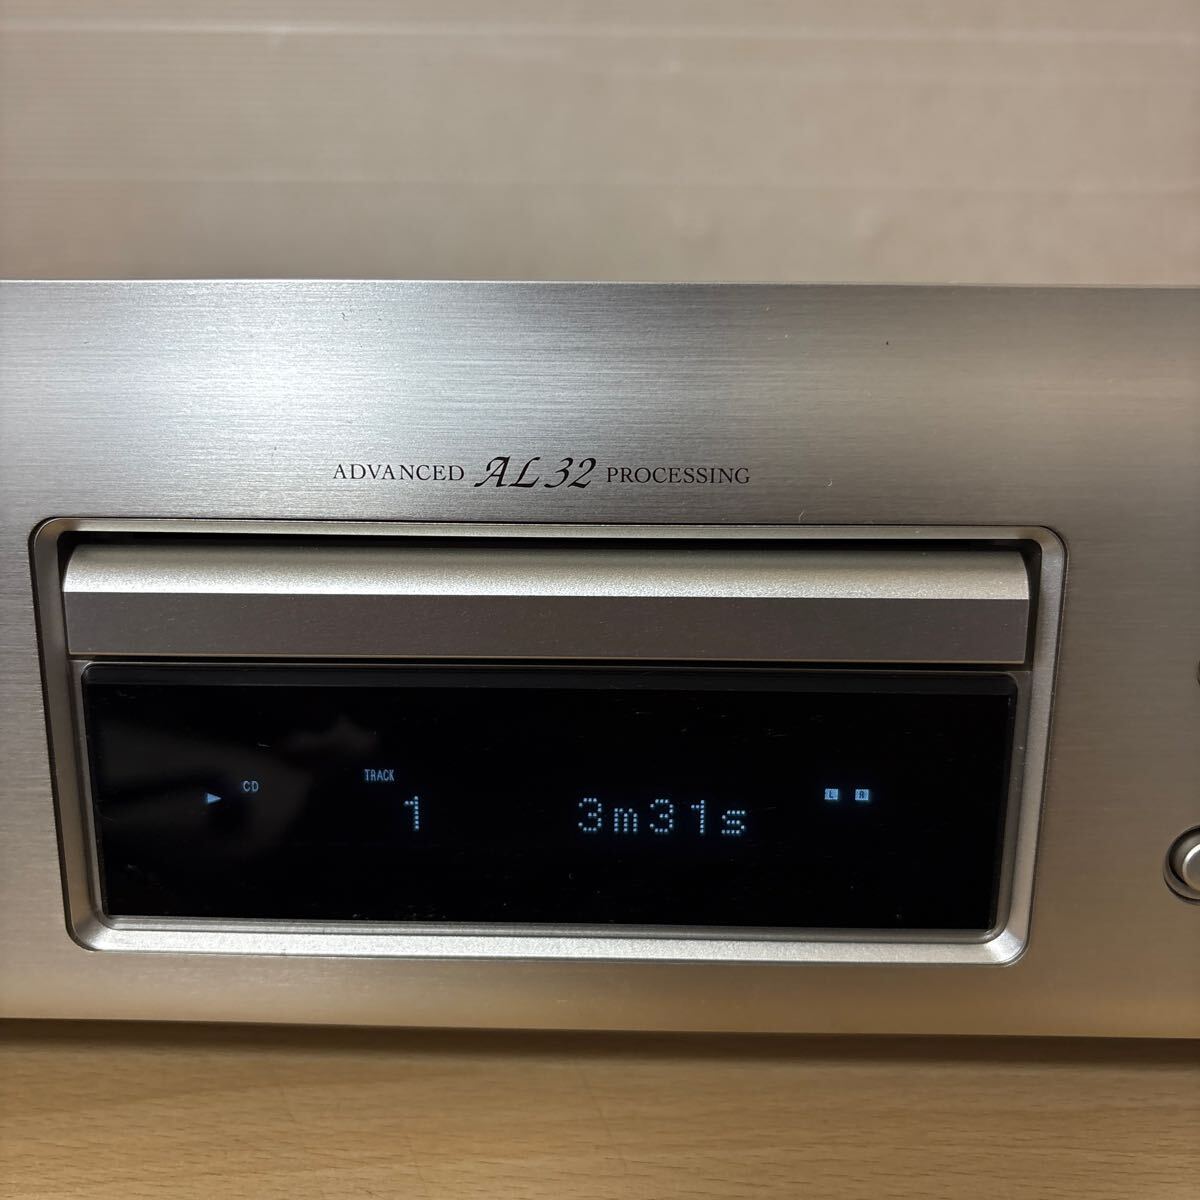 ADVANCED AL 32 PROCESSING
TRACK
CD
1 3m31s
L R